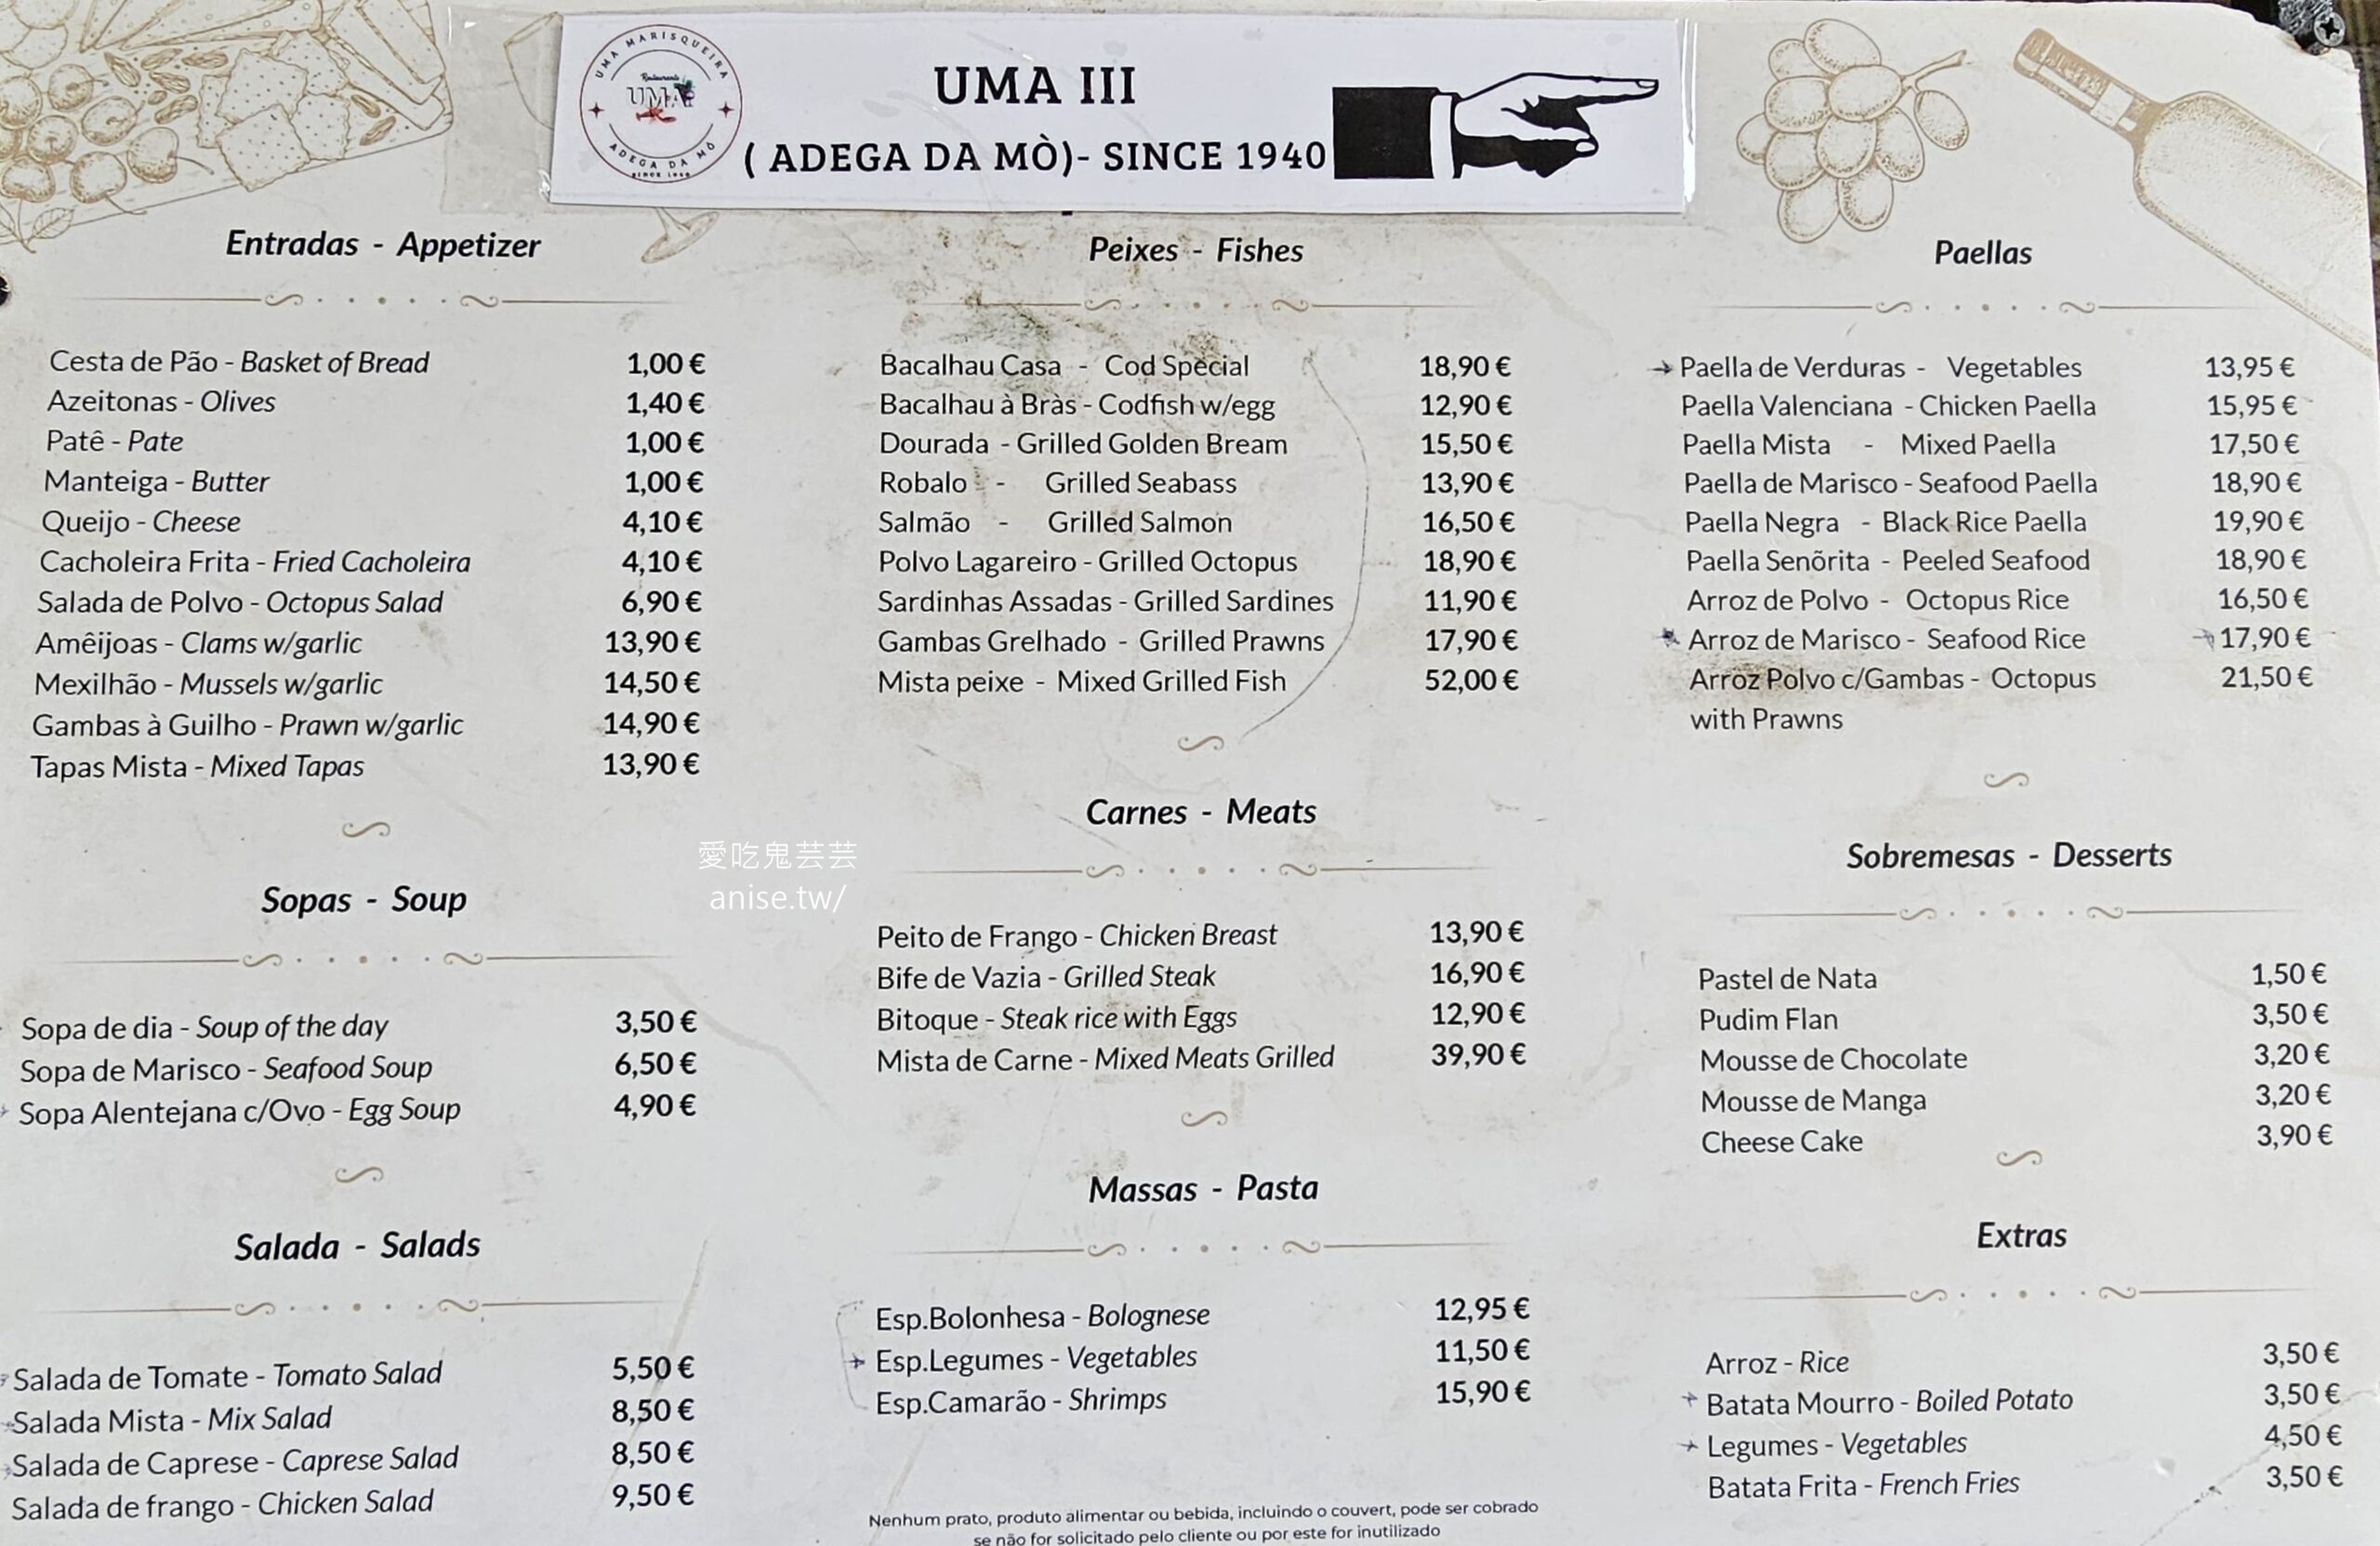 UMA MARISQUEIRA
Restaurante
UMA
ADEGA DA MÒ
SINCE 1940
UMA III
( ADEGA DA MÒ)- SINCE 1940
Entradas - Appetizer
Cesta de Pão - Basket of Bread 1,00 €
Azeitonas - Olives 1,40 €
Patê - Pate 1,00 €
Manteiga - Butter 1,00 €
Queijo - Cheese 4,10 €
Cacholeira Frita - Fried Cacholeira 4,10 €
Salada de Polvo - Octopus Salad 6,90 €
Amêijoas - Clams w/garlic 13,90 €
Mexilhão - Mussels w/garlic 14,50 €
Gambas à Guilho - Prawn w/garlic 14,90 €
Tapas Mista - Mixed Tapas 13,90 €
Sopas - Soup
Sopa de dia - Soup of the day 3,50 €
Sopa de Marisco - Seafood Soup 6,50 €
Sopa Alentejana c/Ovo - Egg Soup 4,90 €
Salada - Salads
Salada de Tomate - Tomato Salad 5,50 €
Salada Mista - Mix Salad 8,50 €
Salada de Caprese - Caprese Salad 8,50 €
Salada de frango - Chicken Salad 9,50 €
Peixes - Fishes
Bacalhau Casa - Cod Special 18,90 €
Bacalhau à Bràs - Codfish w/egg 12,90 €
Dourada - Grilled Golden Bream 15,50 €
Robalo - Grilled Seabass 13,90 €
Salmão - Grilled Salmon 16,50 €
Polvo Lagareiro - Grilled Octopus 18,90 €
Sardinhas Assadas - Grilled Sardines 11,90 €
Gambas Grelhado - Grilled Prawns 17,90 €
Mista peixe - Mixed Grilled Fish 52,00 €
Carnes - Meats
Peito de Frango - Chicken Breast 13,90 €
Bife de Vazia - Grilled Steak 16,90 €
Bitoque - Steak rice with Eggs 12,90 €
Mista de Carne - Mixed Meats Grilled 39,90 €
Massas - Pasta
Esp.Bolonhesa - Bolognese 12,95 €
Esp.Legumes - Vegetables 11,50 €
Esp.Camarão - Shrimps 15,90 €
Nenhum prato, produto alimentar ou bebida, incluindo o couvert, pode ser cobrado
se não for solicitado pelo cliente ou por este for inutilizado
Paellas
Paella de Verduras - Vegetables 13,95 €
Paella Valenciana - Chicken Paella 15,95 €
Paella Mista - Mixed Paella 17,50 €
Paella de Marisco - Seafood Paella 18,90 €
Paella Negra - Black Rice Paella 19,90 €
Paella Senõrita - Peeled Seafood 18,90 €
Arroz de Polvo - Octopus Rice 16,50 €
Arroz de Marisco - Seafood Rice 17,90 €
Arroz Polvo c/Gambas - Octopus 21,50 €
with Prawns
Sobremesas - Desserts
Pastel de Nata 1,50 €
Pudim Flan 3,50 €
Mousse de Chocolate 3,20 €
Mousse de Manga 3,20 €
Cheese Cake 3,90 €
Extras
Arroz - Rice 3,50 €
Batata Mourro - Boiled Potato 3,50 €
Legumes - Vegetables 4,50 €
Batata Frita - French Fries 3,50 €
愛吃鬼芸芸
anise.tw/